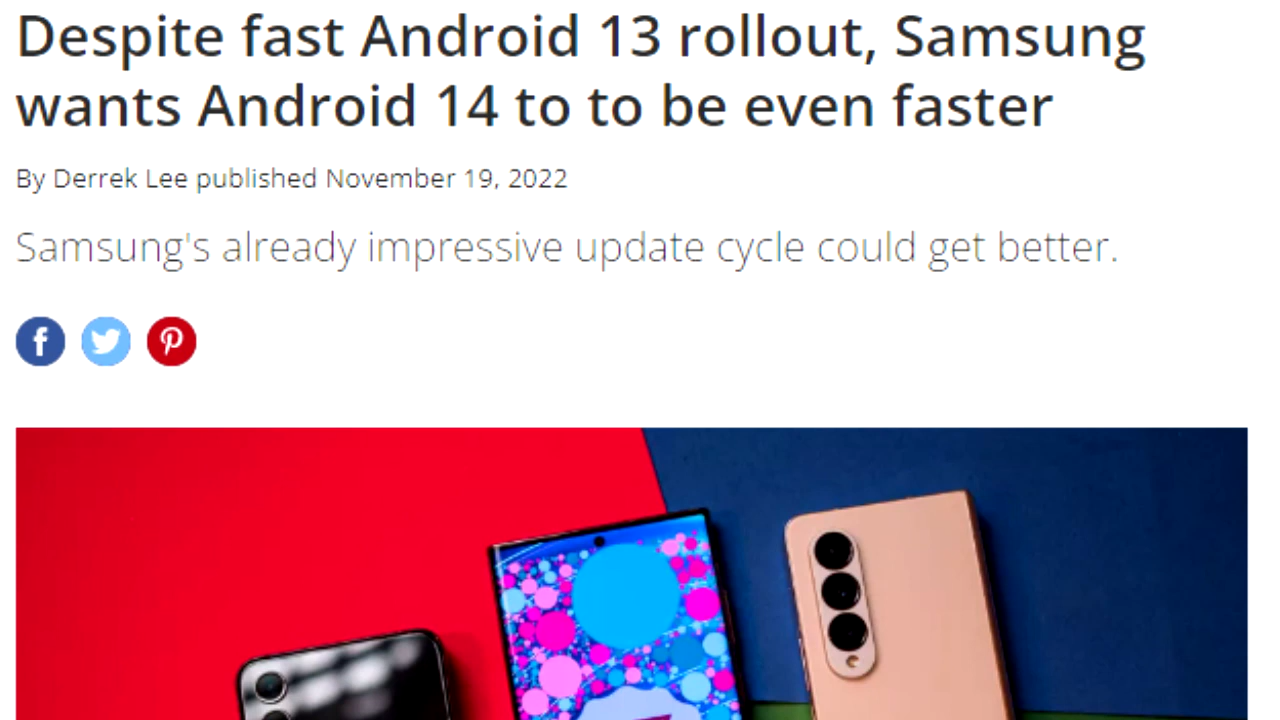 Despite fast Android 13 rollout, Samsung
wants Android 14 to to be even faster
By Derrek Lee published November 19, 2022
Samsung's already impressive update cycle could get better.